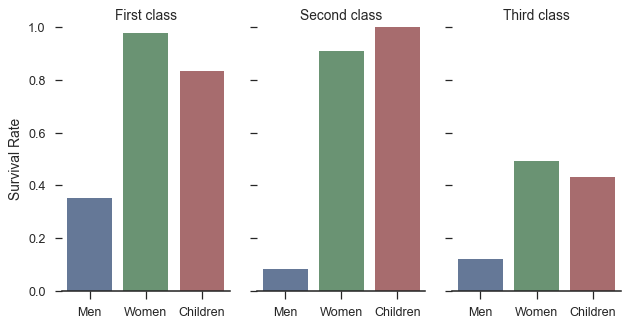 First class
Second class
Third class
Survival Rate
1.0
0.8
0.6
0.4
0.2
0.0
Men Women Children
Men Women Children
Men Women Children